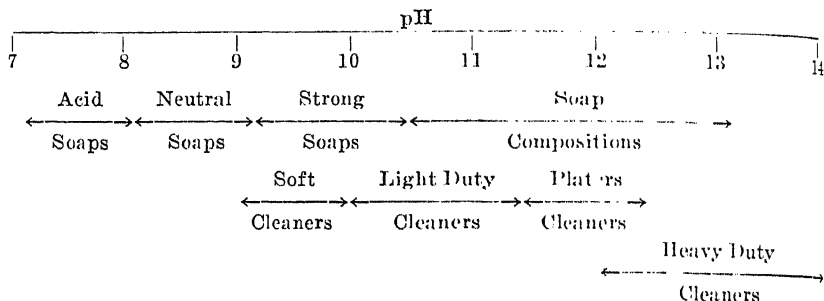 pH
7 8 9 10 11 12 13 14
Acid Neutral Strong Soap
Soaps Soaps Soaps Compositions
Soft Light Duty Platers
Cleaners Cleaners Cleaners
Heavy Duty
Cleaners